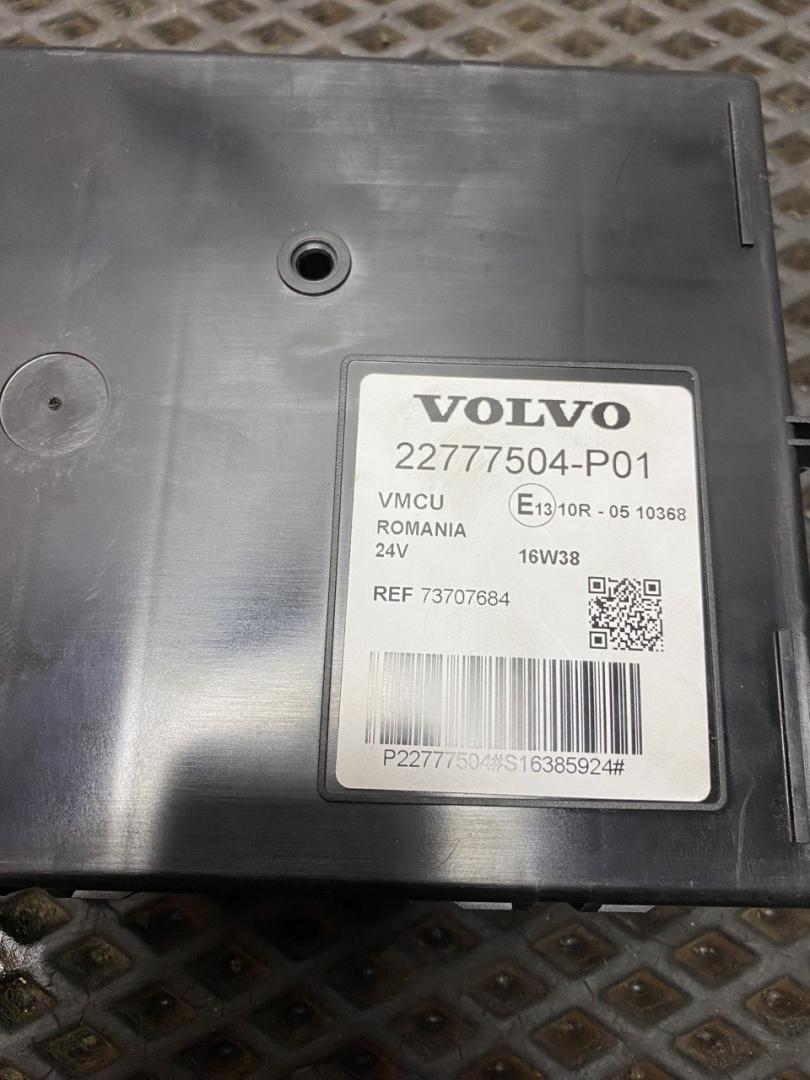 VOLVO
22777504-P01
VMCU E13 10R - 05 10368
ROMANIA
24V 16W38
REF 73707684
P22777504#S16385924#